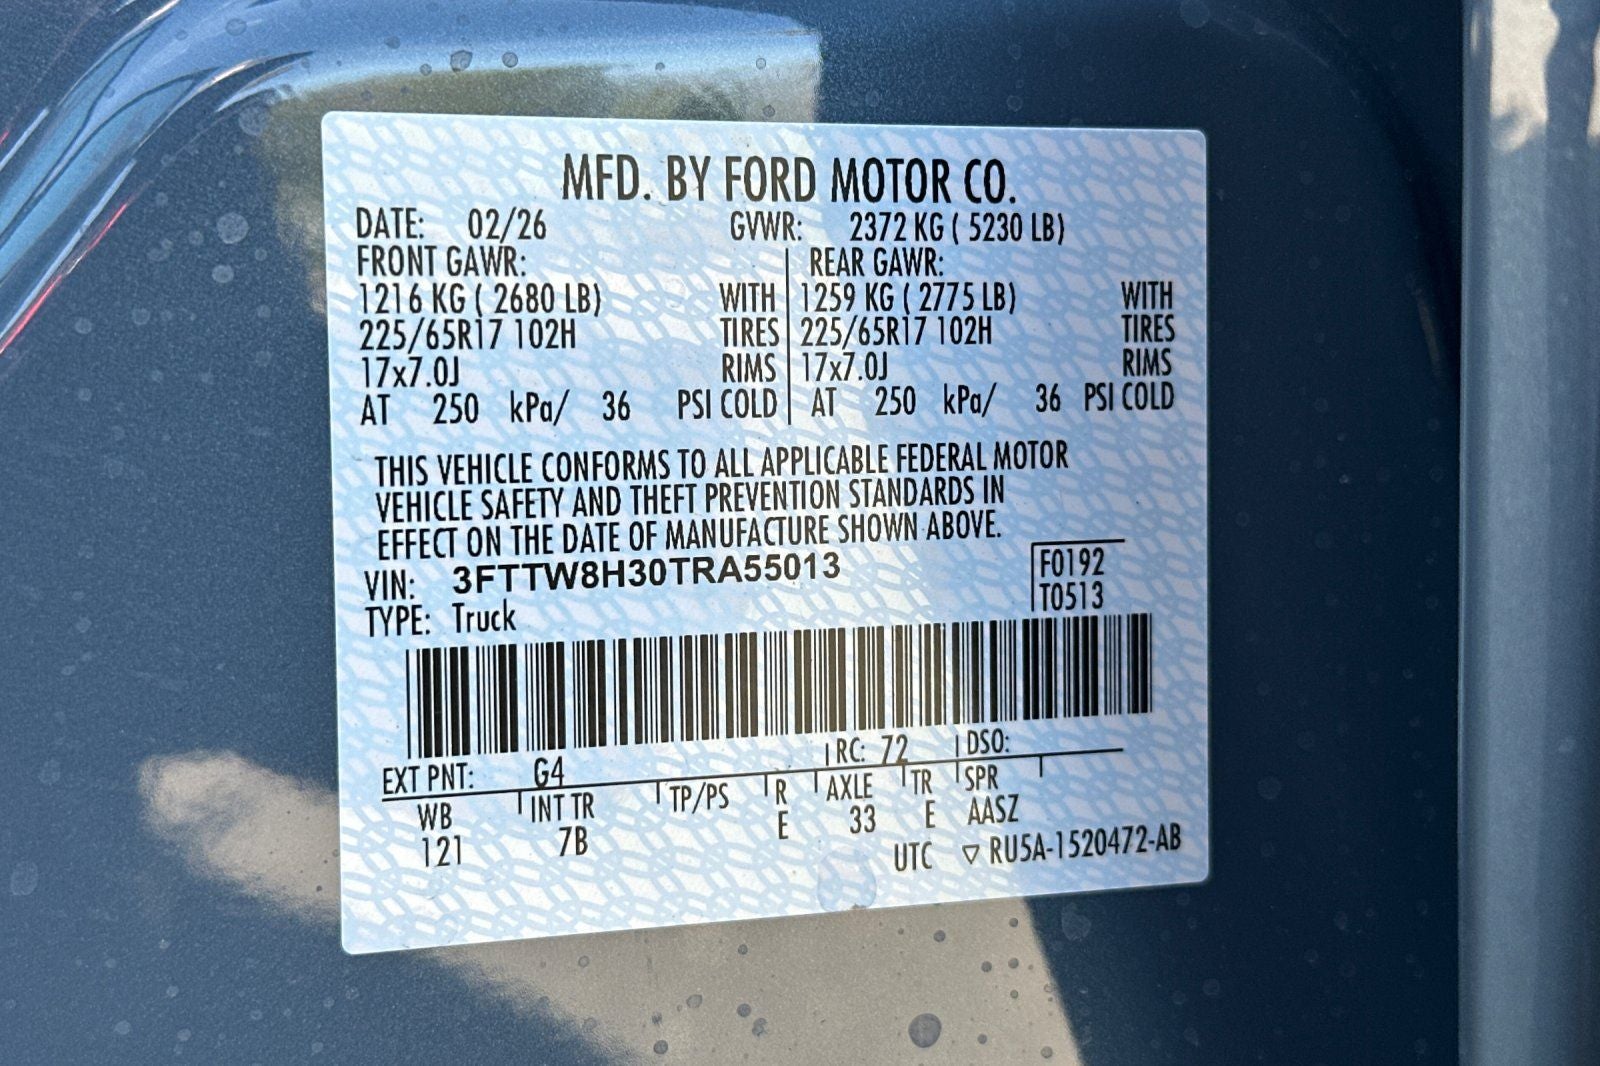 MFD. BY FORD MOTOR CO.
DATE: 02/26 GVWR: 2372 KG ( 5230 LB)
FRONT GAWR: REAR GAWR:
1216 KG ( 2680 LB) WITH 1259 KG ( 2775 LB) WITH
225/65R17 102H TIRES 225/65R17 102H TIRES
17x7.0J RIMS 17x7.0J RIMS
AT 250 kPa/ 36 PSI COLD AT 250 kPa/ 36 PSI COLD
THIS VEHICLE CONFORMS TO ALL APPLICABLE FEDERAL MOTOR
VEHICLE SAFETY AND THEFT PREVENTION STANDARDS IN
EFFECT ON THE DATE OF MANUFACTURE SHOWN ABOVE.
VIN: 3FTTW8H30TRA55013 F0192
TYPE: Truck T0513
EXT PNT: G4 RC: 72 DSO:
WB INT TR TP/PS R AXLE TR SPR
121 7B E 33 E AASZ
UTC ▽ RU5A-1520472-AB